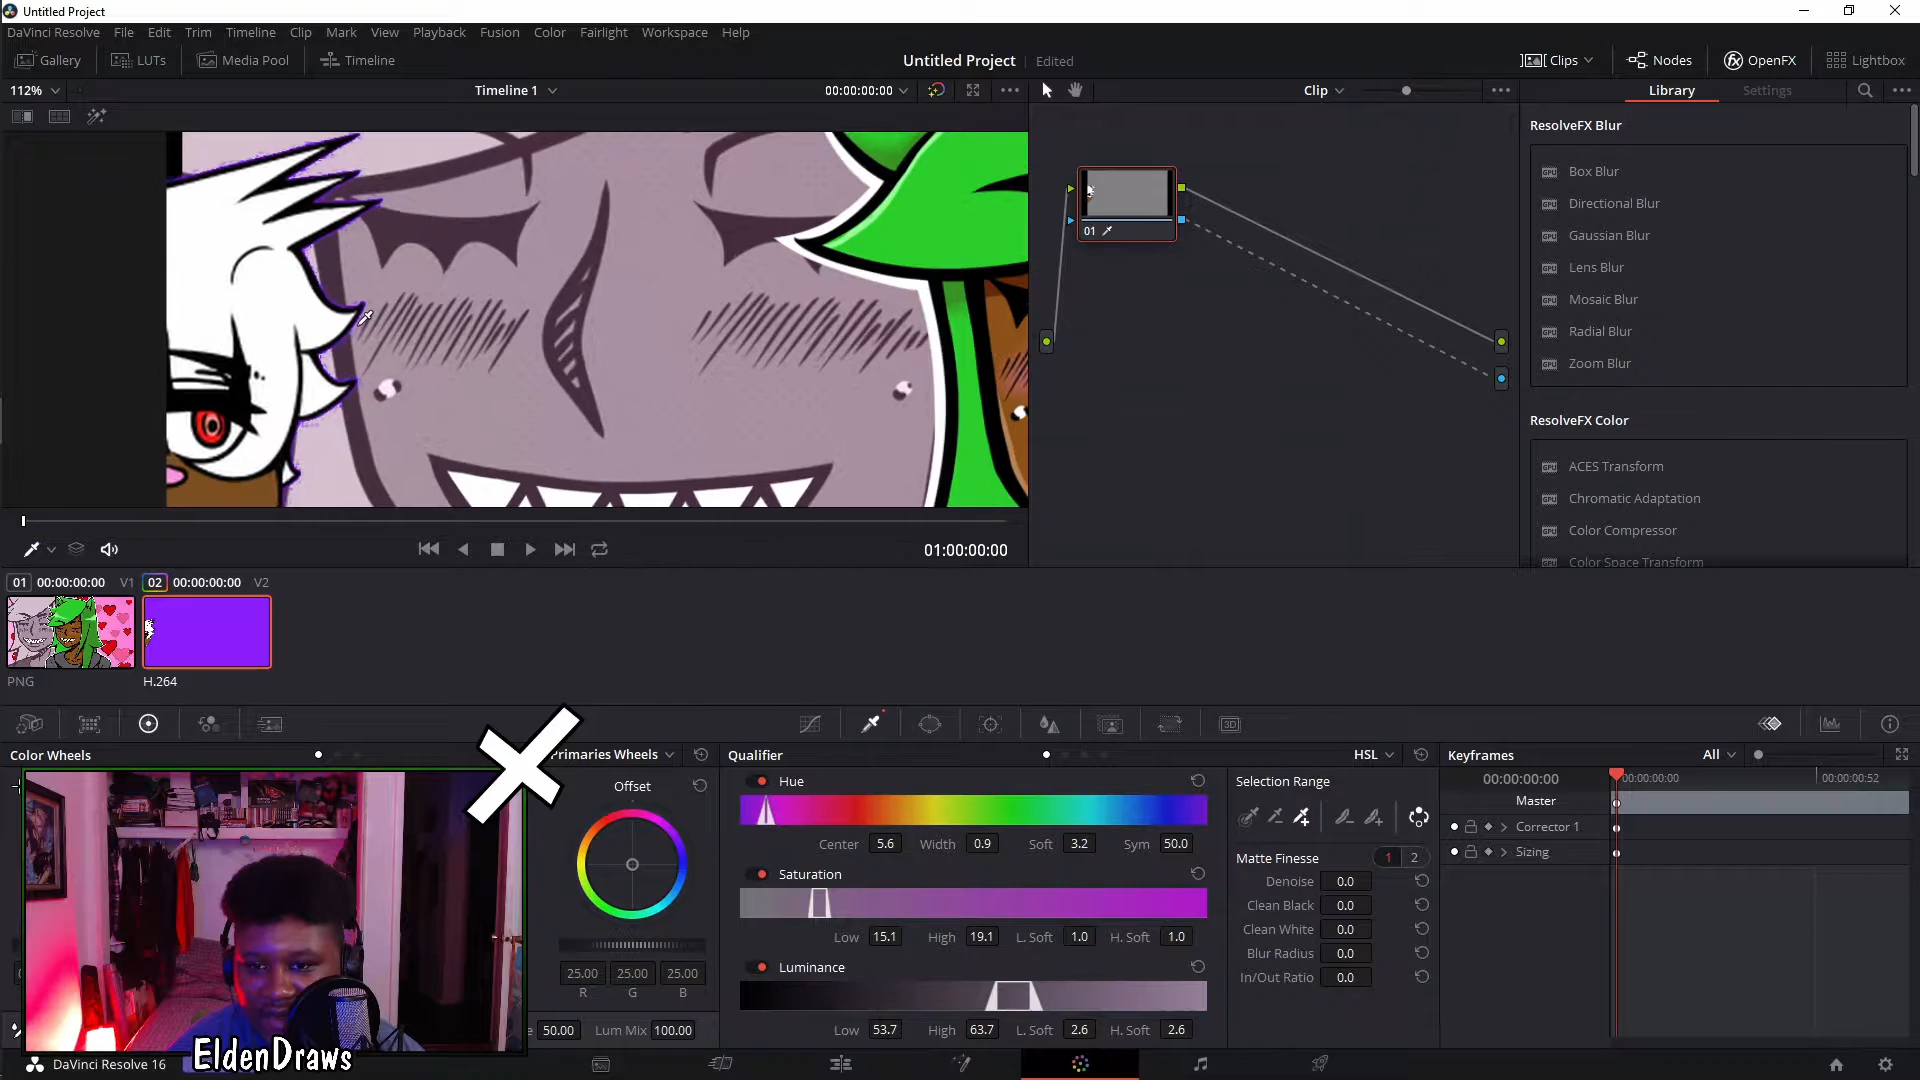 Untitled Project
DaVinci Resolve File Edit Trim Timeline Clip Mark View Playback Fusion Color Fairlight Workspace Help
Gallery LUTs Media Pool Timeline Untitled Project Edited Clips Nodes OpenFX Lightbox
112% Timeline 1 00:00:00:00 Clip Library Settings
ResolveFX Blur
Box Blur
Directional Blur
Gaussian Blur
Lens Blur
Mosaic Blur
Radial Blur
Zoom Blur
01
ResolveFX Color
ACES Transform
Chromatic Adaptation
Color Compressor
Color Space Transform
01:00:00:00
01 00:00:00:00 V1 02 00:00:00:00 V2
PNG H.264
3D
Color Wheels Primaries Wheels Qualifier HSL Keyframes All
Offset
25.00 25.00 25.00
R G B
50.00 Lum Mix 100.00
Hue
Center 5.6 Width 0.9 Soft 3.2 Sym 50.0
Saturation
Low 15.1 High 19.1 L. Soft 1.0 H. Soft 1.0
Luminance
Low 53.7 High 63.7 L. Soft 2.6 H. Soft 2.6
Selection Range
Matte Finesse 1 2
Denoise 0.0
Clean Black 0.0
Clean White 0.0
Blur Radius 0.0
In/Out Ratio 0.0
00:00:00:00 00:00:00:00 00:00:00:52
Master
Corrector 1
Sizing
EldenDraws
DaVinci Resolve 16